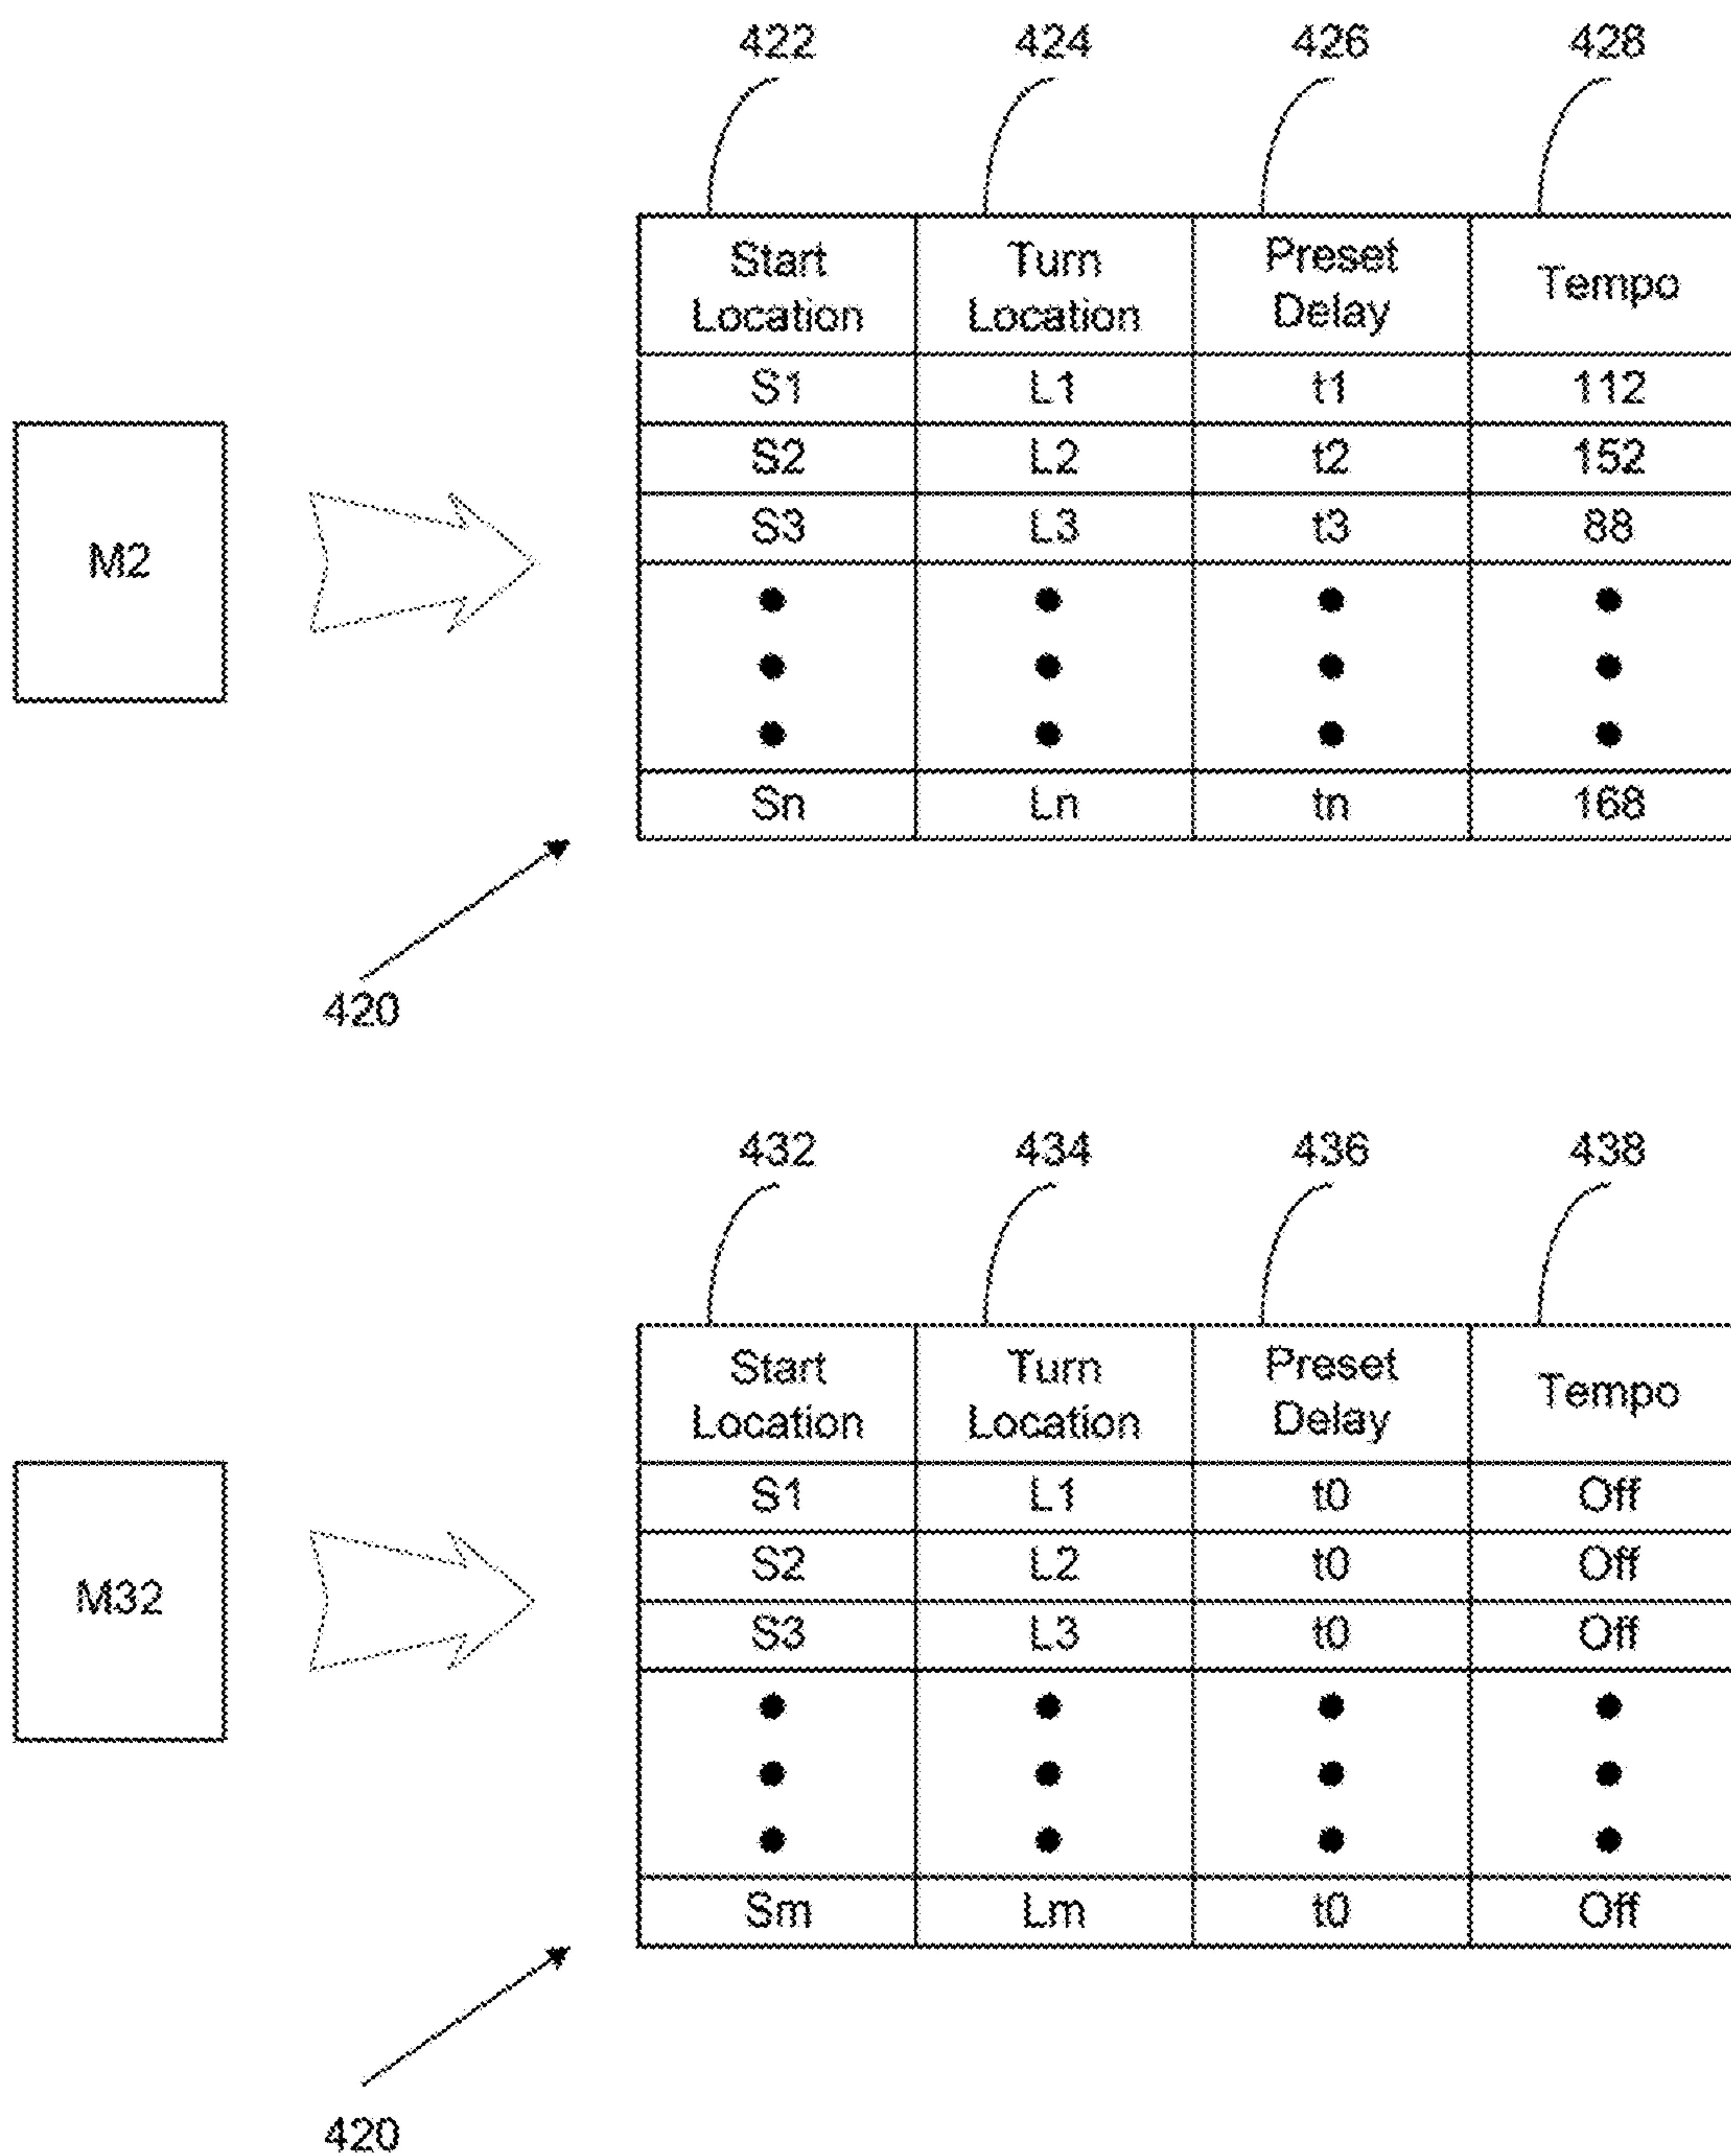 422 424 426 428
Start Location Turn Location Preset Delay Tempo
S1 L1 t1 112
S2 L2 t2 152
M2
S3 L3 t3 88
Sn Ln tn 168
420
432 434 436 438
Start Location Turn Location Preset Delay Tempo
S1 L1 t0 Off
S2 L2 t0 Off
M32
S3 L3 t0 Off
Sm Lm t0 Off
420